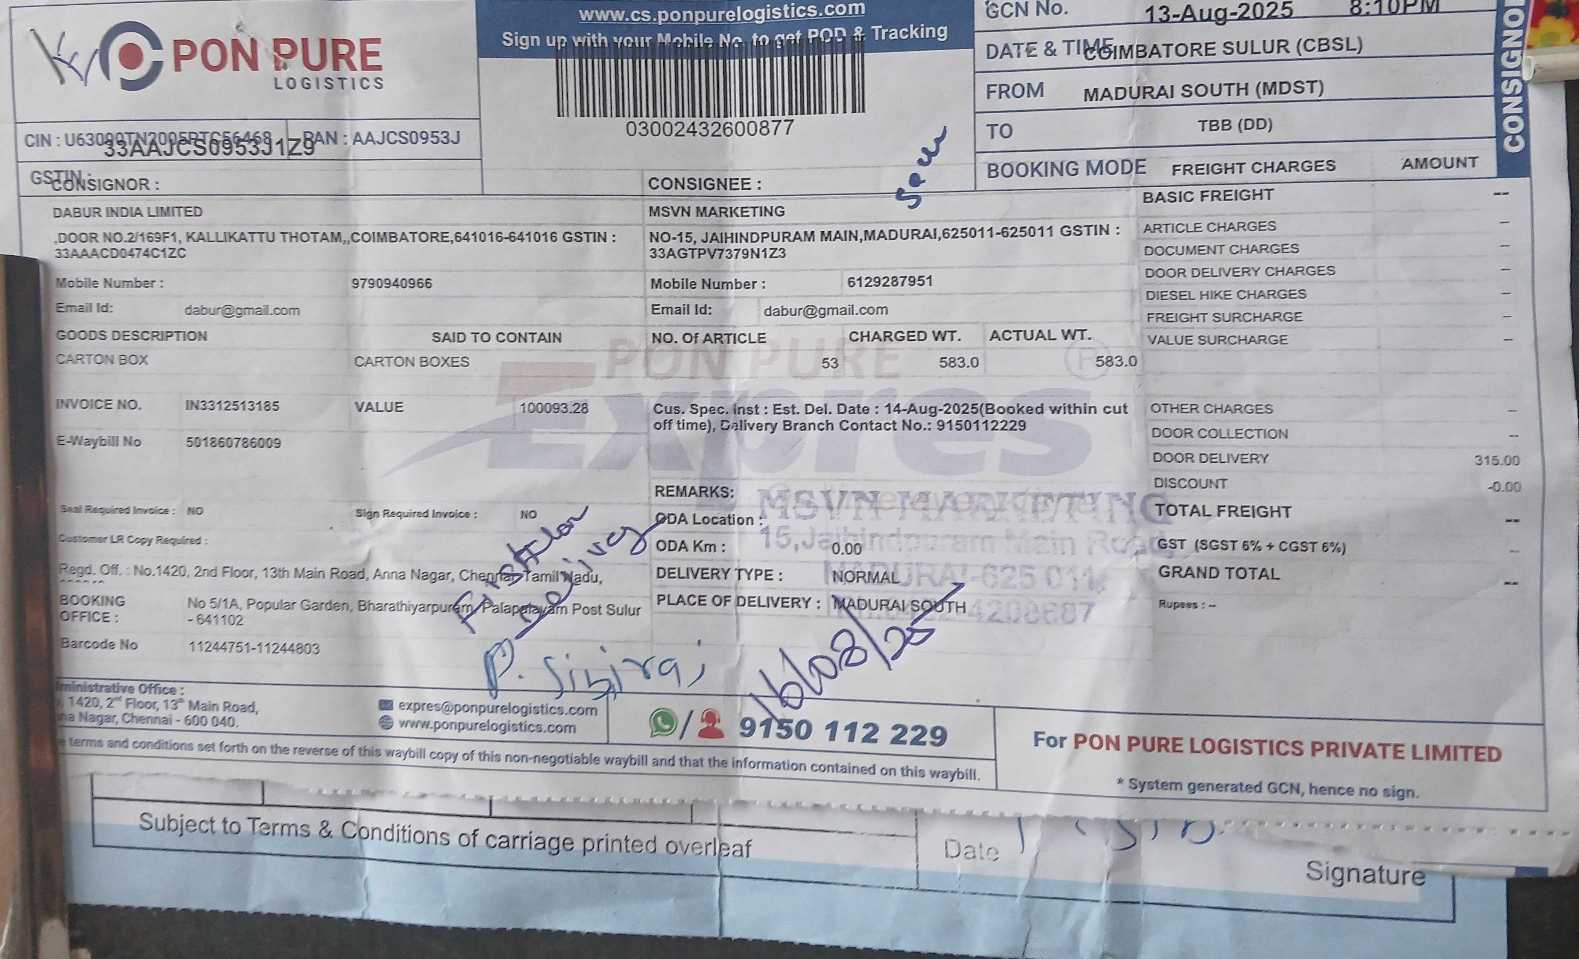 PON PURE
LOGISTICS
www.cs.ponpurelogistics.com
Sign up with your Mobile No. to get POD & Tracking
03002432600877
GCN No.
13-Aug-2025 8:10PM
DATE & TIME
COIMBATORE SULUR (CBSL)
FROM MADURAI SOUTH (MDST)
TO TBB (DD)
BOOKING MODE
CONSIGNO
CIN : PAN : AAJCS0953J
33AAJCS0953J1Z9
GSTIN :
CONSIGNOR :
DABUR INDIA LIMITED
,DOOR NO.2/169F1, KALLIKATTU THOTAM,,COIMBATORE,641016-641016 GSTIN :
33AAACD0474C1ZC
Mobile Number : 9790940966
Email Id: dabur@gmail.com
CONSIGNEE :
MSVN MARKETING
NO-15, JAIHINDPURAM MAIN,MADURAI,625011-625011 GSTIN :
33AGTPV7379N1Z3
Mobile Number : 6129287951
Email Id: dabur@gmail.com
GOODS DESCRIPTION SAID TO CONTAIN NO. Of ARTICLE CHARGED WT. ACTUAL WT.
CARTON BOX CARTON BOXES 53 583.0 583.0
PON PURE
Expres
INVOICE NO. IN3312513185 VALUE 100093.28
E-Waybill No 501860786009
Cus. Spec. Inst : Est. Del. Date : 14-Aug-2025(Booked within cut
off time), Delivery Branch Contact No.: 9150112229
Seal Required Invoice : NO Sign Required Invoice : NO
Customer LR Copy Required :
REMARKS:
ODA Location :
ODA Km : 0.00
DELIVERY TYPE : NORMAL
PLACE OF DELIVERY : MADURAI SOUTH
MSVN MARKETING
15,Jaihindpuram Main Road,
MADURAI-625 011.
Regd. Off. : No.1420, 2nd Floor, 13th Main Road, Anna Nagar, Chennai, Tamil Nadu,
BOOKING OFFICE : No 5/1A, Popular Garden, Bharathiyarpuram, Palapalayam Post Sulur
- 641102
Barcode No 11244751-11244803
P. Sibiraj
16/08/25
FREIGHT CHARGES AMOUNT
BASIC FREIGHT --
ARTICLE CHARGES --
DOCUMENT CHARGES --
DOOR DELIVERY CHARGES --
DIESEL HIKE CHARGES --
FREIGHT SURCHARGE --
VALUE SURCHARGE --
OTHER CHARGES --
DOOR COLLECTION --
DOOR DELIVERY 315.00
DISCOUNT -0.00
TOTAL FREIGHT --
GST (SGST 6% + CGST 6%) --
GRAND TOTAL --
Rupees : --
ministrative Office :
1420, 2nd Floor, 13th Main Road,
na Nagar, Chennai - 600 040.
expres@ponpurelogistics.com
www.ponpurelogistics.com
9150 112 229
For PON PURE LOGISTICS PRIVATE LIMITED
* System generated GCN, hence no sign.
e terms and conditions set forth on the reverse of this waybill copy of this non-negotiable waybill and that the information contained on this waybill.
Subject to Terms & Conditions of carriage printed overleaf
Date
Signature